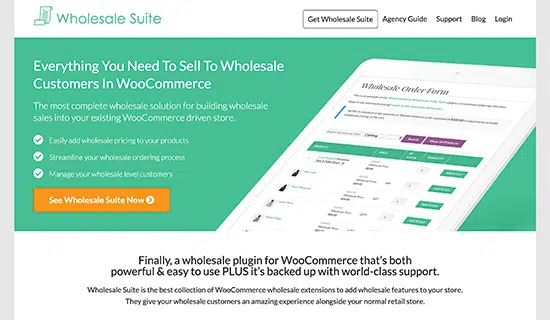 Wholesale Suite
Get Wholesale Suite Agency Guide Support Blog Login
Everything You Need To Sell To Wholesale
Customers In WooCommerce
The most complete wholesale solution for building wholesale
sales into your existing WooCommerce driven store.
Easily add wholesale pricing to your products
Streamline your wholesale ordering process
Manage your wholesale level customers
See Wholesale Suite Now
Wholesale Order Form
Finally, a wholesale plugin for WooCommerce that's both
powerful & easy to use PLUS it's backed up with world-class support.
Wholesale Suite is the best collection of WooCommerce wholesale extensions to add wholesale features to your store.
They give your wholesale customers an amazing experience alongside your normal retail store.